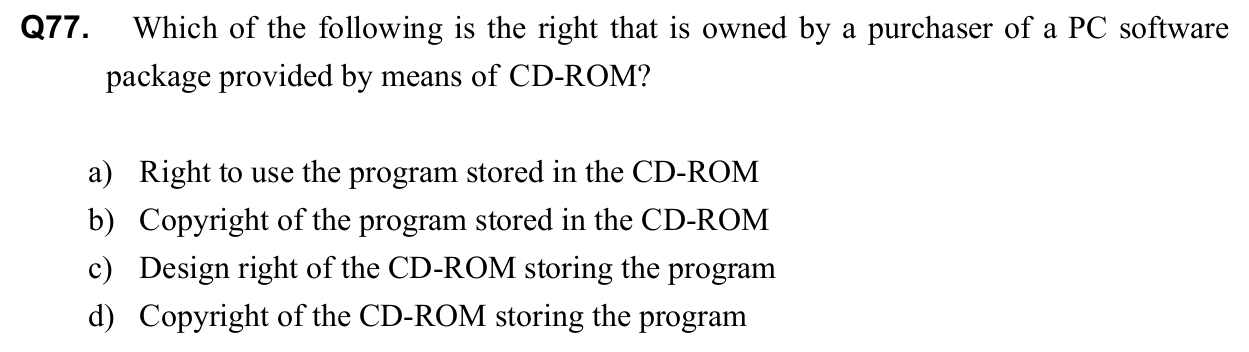 Q77. Which of the following is the right that is owned by a purchaser of a PC software
package provided by means of CD-ROM?
a) Right to use the program stored in the CD-ROM
b) Copyright of the program stored in the CD-ROM
c) Design right of the CD-ROM storing the program
d) Copyright of the CD-ROM storing the program